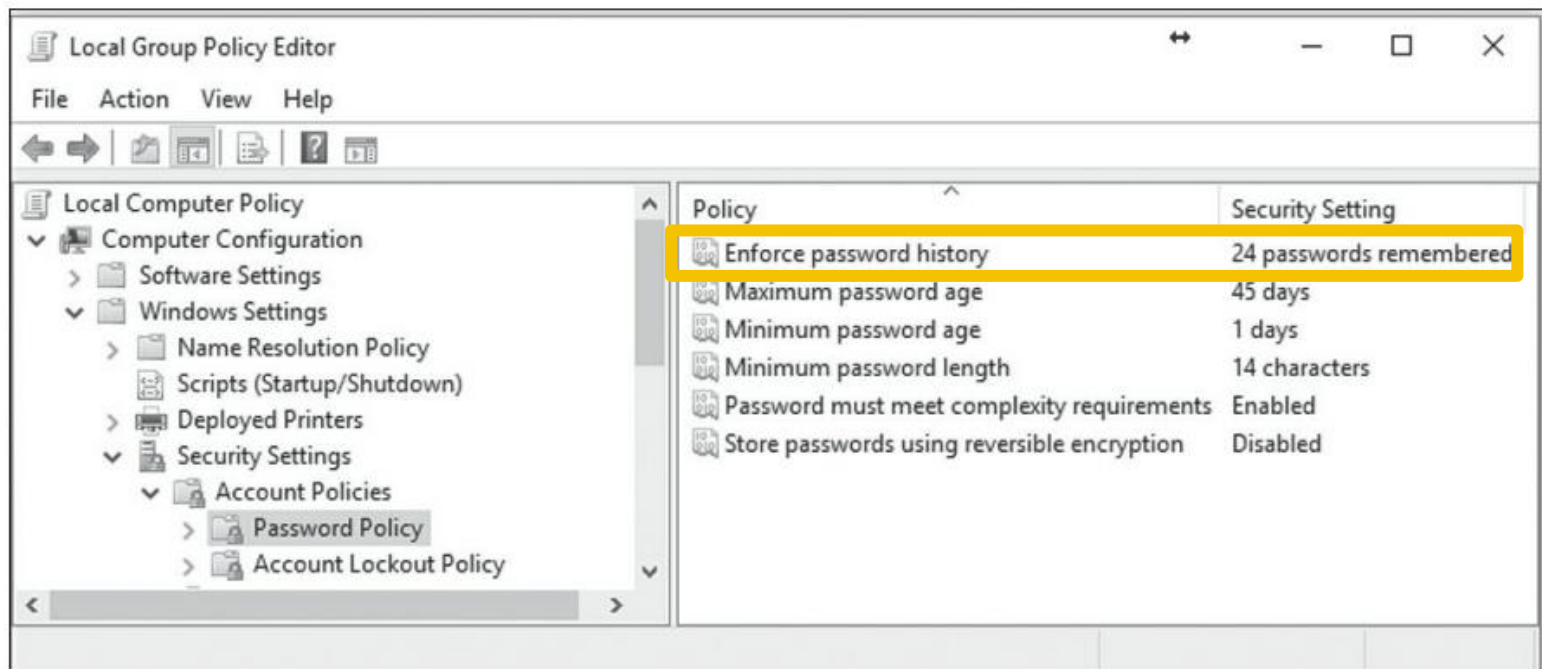 Local Group Policy Editor
File Action View Help
Local Computer Policy
Computer Configuration
Software Settings
Windows Settings
Name Resolution Policy
Scripts (Startup/Shutdown)
Deployed Printers
Security Settings
Account Policies
Password Policy
Account Lockout Policy
Policy Security Setting
Enforce password history 24 passwords remembered
Maximum password age 45 days
Minimum password age 1 days
Minimum password length 14 characters
Password must meet complexity requirements Enabled
Store passwords using reversible encryption Disabled